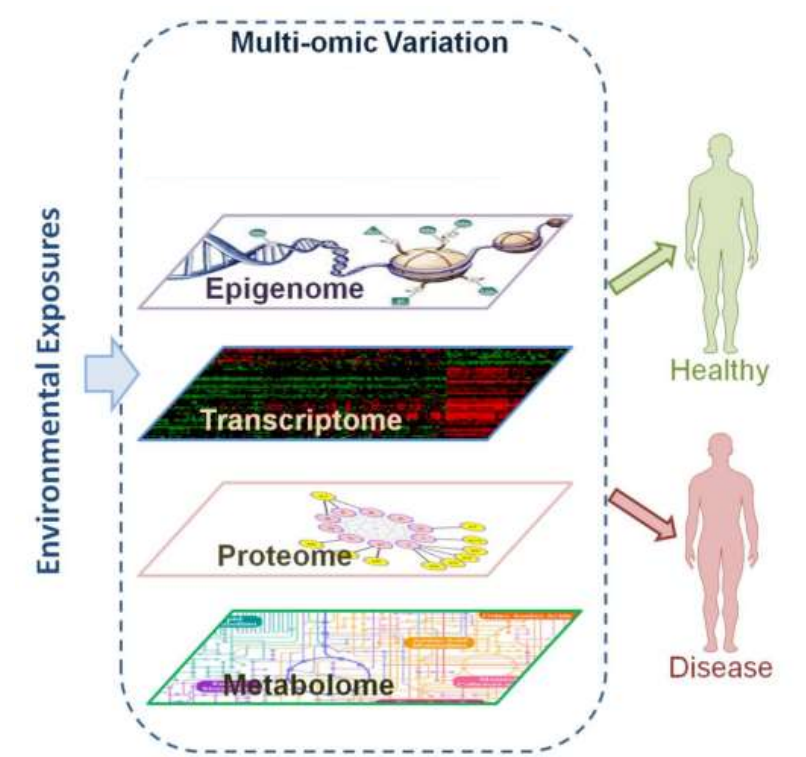 Multi-omic Variation
Environmental Exposures
Epigenome
Transcriptome
Proteome
Metabolome
Healthy
Disease